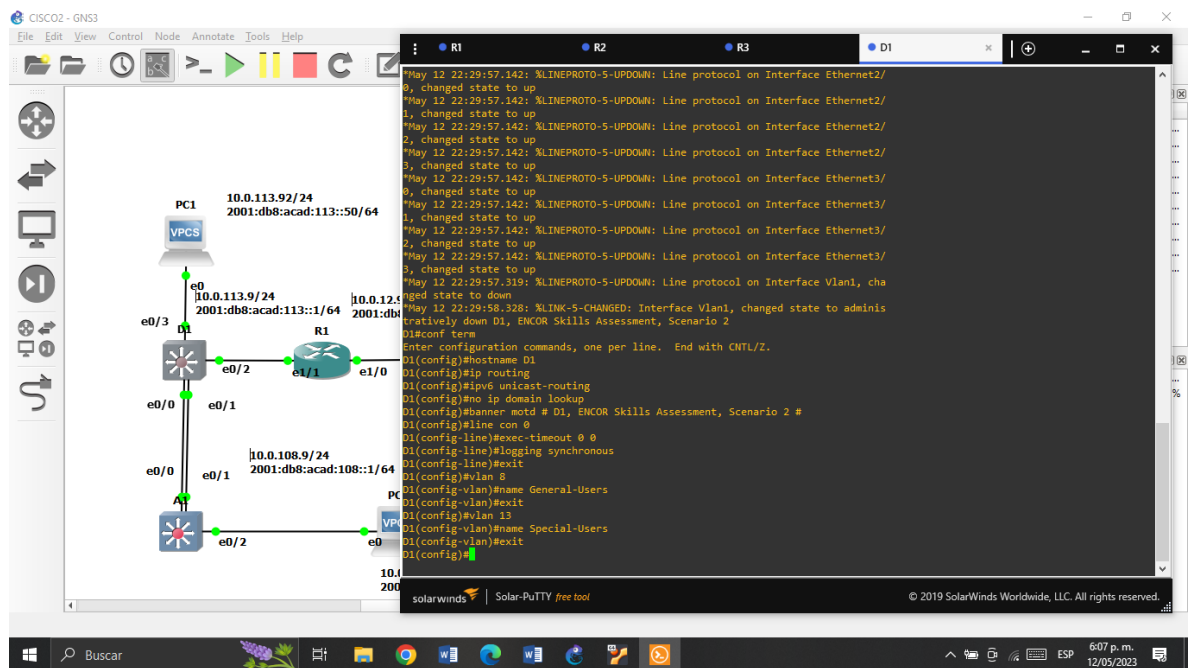 CISCO2 - GNS3
File Edit View Control Node Annotate Tools Help
R1
R2
R3
D1
*May 12 22:29:57.142: %LINEPROTO-5-UPDOWN: Line protocol on Interface Ethernet2/
0, changed state to up
*May 12 22:29:57.142: %LINEPROTO-5-UPDOWN: Line protocol on Interface Ethernet2/
1, changed state to up
*May 12 22:29:57.142: %LINEPROTO-5-UPDOWN: Line protocol on Interface Ethernet2/
2, changed state to up
*May 12 22:29:57.142: %LINEPROTO-5-UPDOWN: Line protocol on Interface Ethernet2/
3, changed state to up
*May 12 22:29:57.142: %LINEPROTO-5-UPDOWN: Line protocol on Interface Ethernet3/
0, changed state to up
*May 12 22:29:57.142: %LINEPROTO-5-UPDOWN: Line protocol on Interface Ethernet3/
1, changed state to up
*May 12 22:29:57.142: %LINEPROTO-5-UPDOWN: Line protocol on Interface Ethernet3/
2, changed state to up
*May 12 22:29:57.142: %LINEPROTO-5-UPDOWN: Line protocol on Interface Ethernet3/
3, changed state to up
*May 12 22:29:57.319: %LINEPROTO-5-UPDOWN: Line protocol on Interface Vlan1, cha
nged state to down
*May 12 22:29:58.328: %LINK-5-CHANGED: Interface Vlan1, changed state to adminis
tratively down D1, ENCOR Skills Assessment, Scenario 2
D1#conf term
Enter configuration commands, one per line. End with CNTL/Z.
D1(config)#hostname D1
D1(config)#ip routing
D1(config)#ipv6 unicast-routing
D1(config)#no ip domain lookup
D1(config)#banner motd # D1, ENCOR Skills Assessment, Scenario 2 #
D1(config)#line con 0
D1(config-line)#exec-timeout 0 0
D1(config-line)#logging synchronous
D1(config-line)#exit
D1(config)#vlan 8
D1(config-vlan)#name General-Users
D1(config-vlan)#exit
D1(config)#vlan 13
D1(config-vlan)#name Special-Users
D1(config-vlan)#exit
D1(config)#
solarwinds Solar-PuTTY free tool
© 2019 SolarWinds Worldwide, LLC. All rights reserved.
PC1
10.0.113.92/24
2001:db8:acad:113::50/64
VPCS
e0
10.0.113.9/24
2001:db8:acad:113::1/64
10.0.12.9
2001:db
e0/3
D1
R1
e0/2
e1/1
e1/0
e0/0
e0/1
10.0.108.9/24
2001:db8:acad:108::1/64
e0/0
e0/1
A1
PC
VPC
e0/2
e0
10.0
200
%
Buscar
ESP
6:07 p. m.
12/05/2023